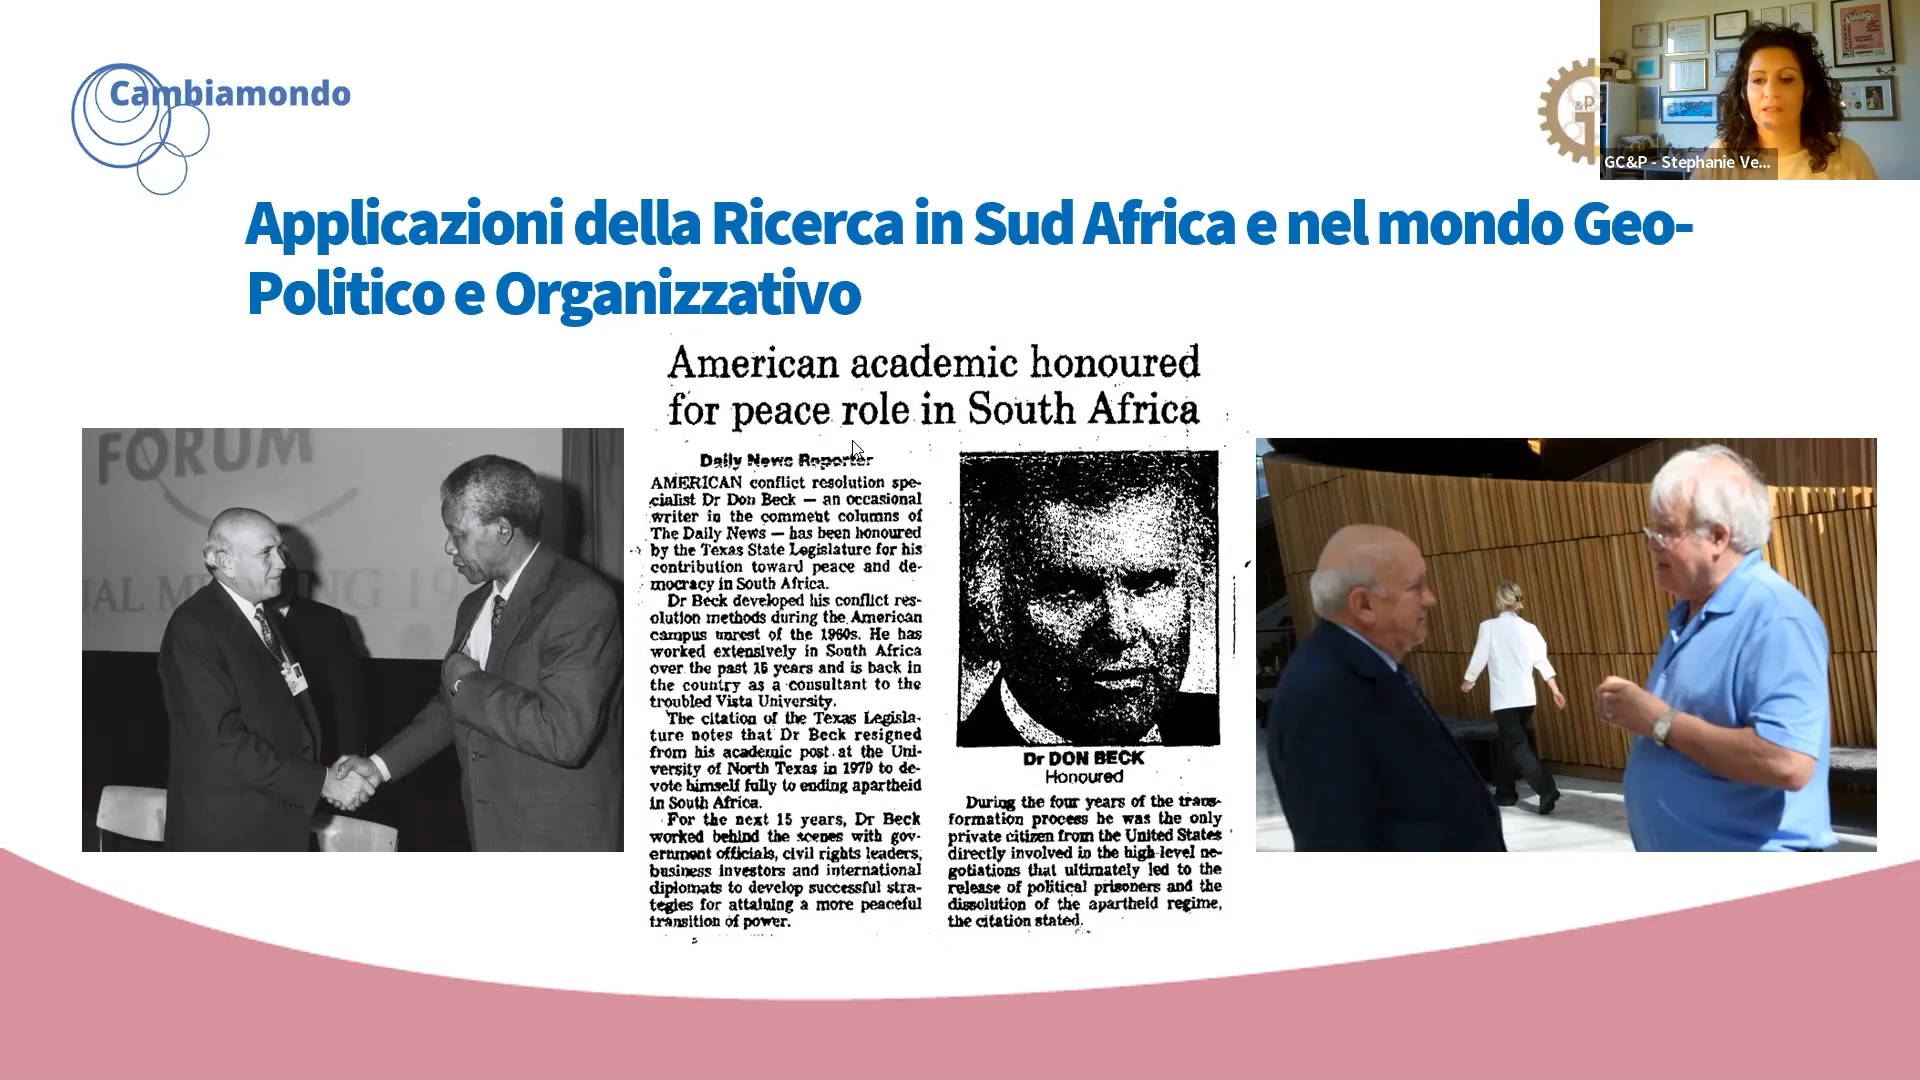 Cambiamondo
&P
G
GC&P - Stephanie Ve...
Applicazioni della Ricerca in Sud Africa e nel mondo Geo-
Politico e Organizzativo
American academic honoured
for peace role in South Africa
FORUM
Daily News Reporter
AMERICAN conflict resolution spe-
cialist Dr Don Beck — an occasional
writer in the comment columns of
The Daily News — has been honoured
by the Texas State Legislature for his
contribution toward peace and de-
mocracy in South Africa.
Dr Beck developed his conflict res-
olution methods during the American
campus unrest of the 1960s. He has
worked extensively in South Africa
over the past 15 years and is back in
the country as a consultant to the
troubled Vista University.
The citation of the Texas Legisla-
ture notes that Dr Beck resigned
from his academic post at the Uni-
versity of North Texas in 1979 to de-
vote himself fully to ending apartheid
in South Africa.
For the next 15 years, Dr Beck
worked behind the scenes with gov-
ernment officials, civil rights leaders,
business investors and international
diplomats to develop successful stra-
tegies for attaining a more peaceful
transition of power.
Dr DON BECK
Honoured
During the four years of the trans-
formation process he was the only
private citizen from the United States
directly involved in the high-level ne-
gotiations that ultimately led to the
release of political prisoners and the
dissolution of the apartheid regime,
the citation stated.